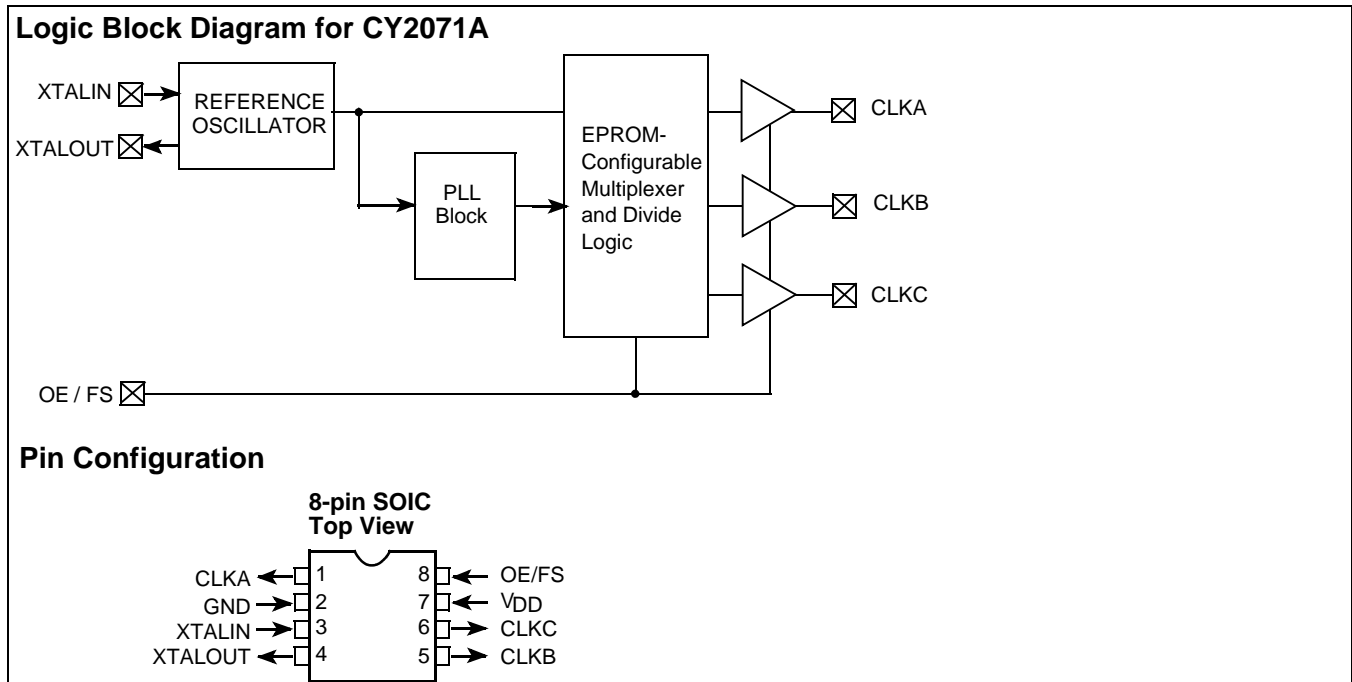 Logic Block Diagram for CY2071A
XTALIN
XTALOUT
REFERENCE
OSCILLATOR
PLL
Block
EPROM-
Configurable
Multiplexer
and Divide
Logic
CLKA
CLKB
CLKC
OE / FS
Pin Configuration
8-pin SOIC
Top View
CLKA 1 8 OE/FS
GND 2 7 VDD
XTALIN 3 6 CLKC
XTALOUT 4 5 CLKB